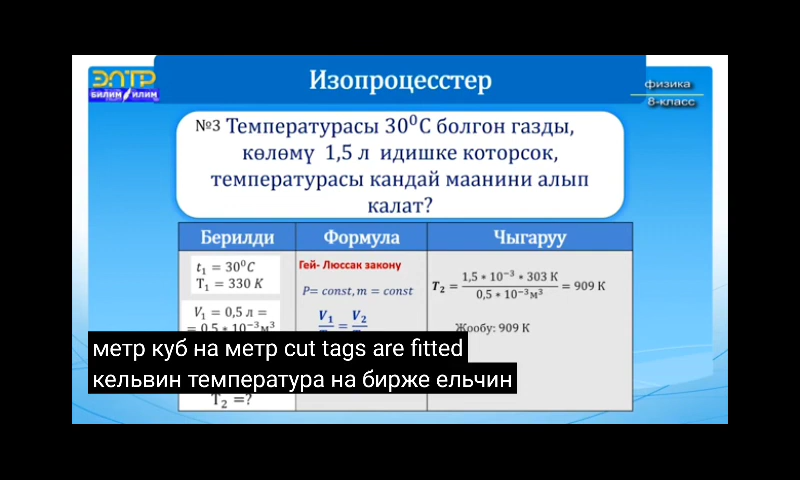 ЭЛТР
БИЛИМ ИЛИМ
Изопроцесстер
физика
8-класс
№3 Температурасы 30⁰С болгон газды,
көлөмү 1,5 л идишке которсок,
температурасы кандай маанини алып
калат?
Берилди
Формула
Чыгаруу
t₁ = 30⁰C
T₁ = 330 K
V₁ = 0,5 л =
= 0,5 * 10⁻³м³
T₂ =?
Гей- Люссак закону
P= const, m = const
V₁ = V₂
T₂ = 1,5 * 10⁻³ * 303 К / 0,5 * 10⁻³м³ = 909 К
Жообу: 909 К
метр куб на метр cut tags are fitted
кельвин температура на бирже ельчин